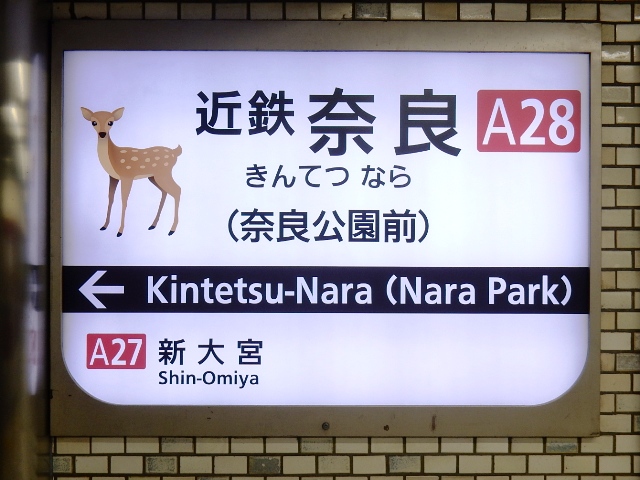 近鉄 奈良 A28
きんてつ なら
(奈良公園前)
← Kintetsu-Nara (Nara Park)
A27 新大宮
Shin-Omiya